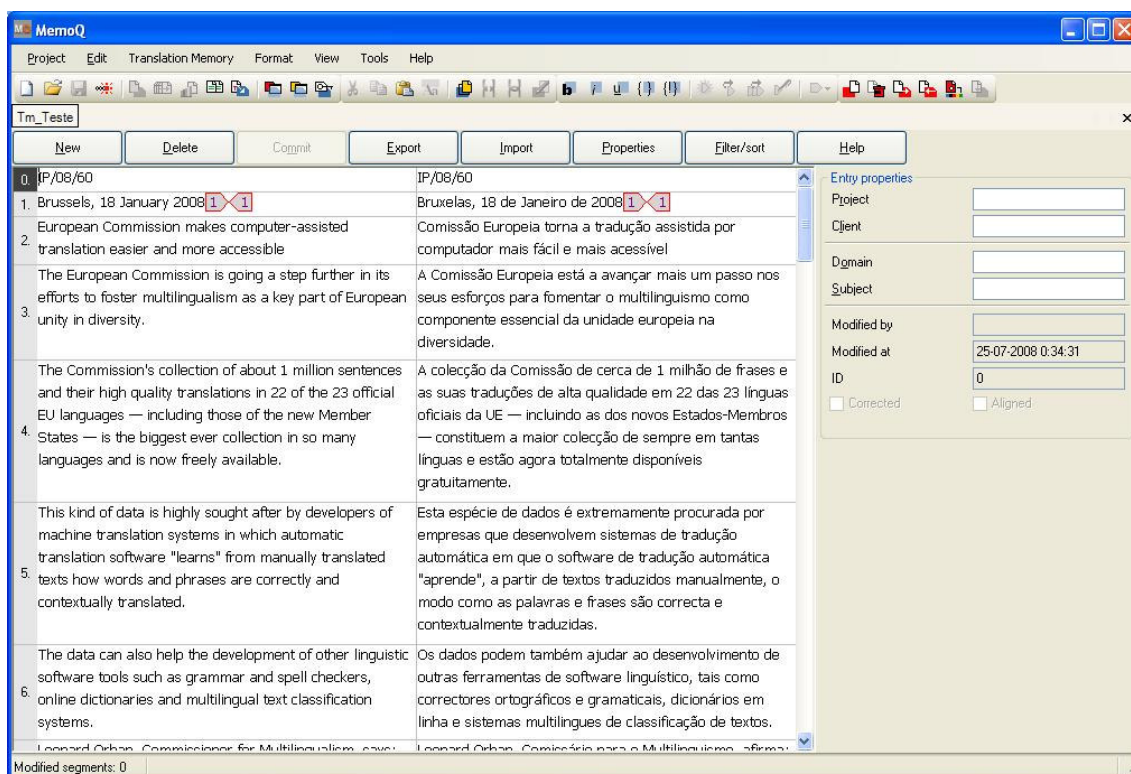 MemoQ
Project Edit Translation Memory Format View Tools Help
Tm_Teste
New Delete Commit Export Import Properties Filter/sort Help
0. IP/08/60
IP/08/60
1. Brussels, 18 January 2008 1 1
Bruxelas, 18 de Janeiro de 2008 1 1
2. European Commission makes computer-assisted
translation easier and more accessible
Comissão Europeia torna a tradução assistida por
computador mais fácil e mais acessível
3. The European Commission is going a step further in its
efforts to foster multilingualism as a key part of European
unity in diversity.
A Comissão Europeia está a avançar mais um passo nos
seus esforços para fomentar o multilinguismo como
componente essencial da unidade europeia na
diversidade.
4. The Commission's collection of about 1 million sentences
and their high quality translations in 22 of the 23 official
EU languages — including those of the new Member
States — is the biggest ever collection in so many
languages and is now freely available.
A colecção da Comissão de cerca de 1 milhão de frases e
as suas traduções de alta qualidade em 22 das 23 línguas
oficiais da UE — incluindo as dos novos Estados-Membros
— constituem a maior colecção de sempre em tantas
línguas e estão agora totalmente disponíveis
gratuitamente.
5. This kind of data is highly sought after by developers of
machine translation systems in which automatic
translation software "learns" from manually translated
texts how words and phrases are correctly and
contextually translated.
Esta espécie de dados é extremamente procurada por
empresas que desenvolvem sistemas de tradução
automática em que o software de tradução automática
"aprende", a partir de textos traduzidos manualmente, o
modo como as palavras e frases são correcta e
contextualmente traduzidas.
6. The data can also help the development of other linguistic
software tools such as grammar and spell checkers,
online dictionaries and multilingual text classification
systems.
Os dados podem também ajudar ao desenvolvimento de
outras ferramentas de software linguístico, tais como
correctores ortográficos e gramaticais, dicionários em
linha e sistemas multilingues de classificação de textos.
Leonard Orban, Commissioner for Multilingualism, says:
Leonard Orban, Comissário para o Multilinguismo, afirma:
Entry properties
Project
Client
Domain
Subject
Modified by
Modified at 25-07-2008 0:34:31
ID 0
Corrected Aligned
Modified segments: 0